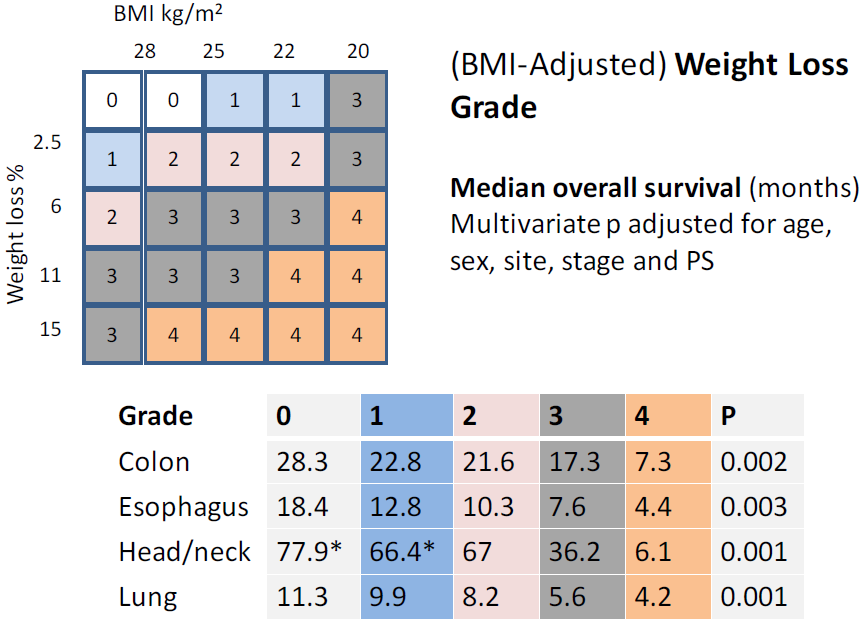 BMI kg/m²
28 25 22 20
(BMI-Adjusted) Weight Loss
Grade
0 0 1 1 3
2.5
1 2 2 2 3
Median overall survival (months)
Multivariate p adjusted for age,
sex, site, stage and PS
Weight loss %
6
2 3 3 3 4
11
3 3 3 4 4
15
3 4 4 4 4
Grade 0 1 2 3 4 P
Colon 28.3 22.8 21.6 17.3 7.3 0.002
Esophagus 18.4 12.8 10.3 7.6 4.4 0.003
Head/neck 77.9* 66.4* 67 36.2 6.1 0.001
Lung 11.3 9.9 8.2 5.6 4.2 0.001